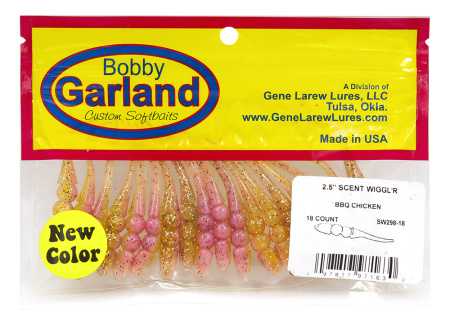 Bobby
Garland
Custom Softbaits
A Division of
Gene Larew Lures, LLC
Tulsa, Okla.
www.GeneLarewLures.com
Made in USA
2.5" SCENT WIGGL'R
BBQ CHICKEN
18 COUNT
SW298-18
New
Color